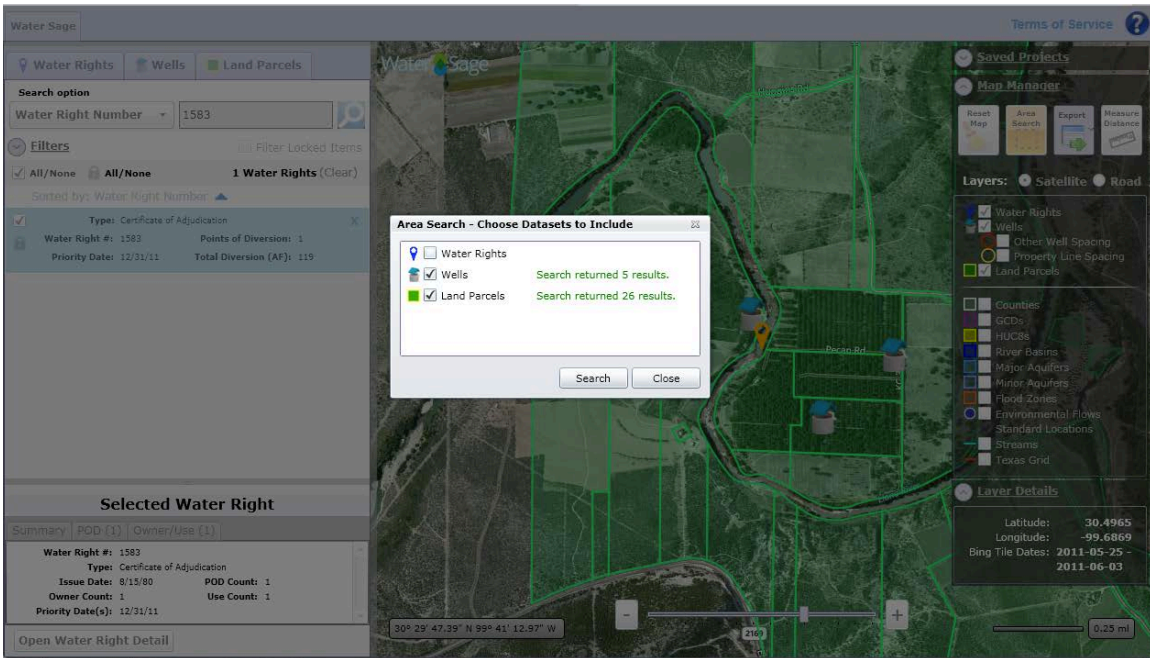 Water Sage
Terms of Service
?
Water Rights
Wells
Land Parcels
Search option
Water Right Number
1583
Filters
Filter Locked Items
All/None
All/None
1 Water Rights (Clear)
Sorted by: Water Right Number
Type: Certificate of Adjudication
x
Water Right #: 1583
Points of Diversion: 1
Priority Date: 12/31/11
Total Diversion (AF): 119
Selected Water Right
Summary
POD (1)
Owner/Use (1)
Water Right #: 1583
Type: Certificate of Adjudication
Issue Date: 8/15/80
POD Count: 1
Owner Count: 1
Use Count: 1
Priority Date(s): 12/31/11
Open Water Right Detail
Water Sage
Area Search - Choose Datasets to Include
Water Rights
Wells
Search returned 5 results.
Land Parcels
Search returned 26 results.
Search
Close
Pecan Rd
2169
30° 29' 47.39" N 99° 41' 12.97" W
-
+
0.25 mi
Saved Projects
Map Manager
Reset Map
Area Search
Export
Measure Distance
Layers:
Satellite
Road
Water Rights
Wells
Other Well Spacing
Property Line Spacing
Land Parcels
Counties
GCDs
HUC8s
River Basins
Major Aquifers
Minor Aquifers
Flood Zones
Environmental Flows
Standard Locations
Streams
Texas Grid
Layer Details
Latitude: 30.4965
Longitude: -99.6869
Bing Tile Dates: 2011-05-25 -
2011-06-03